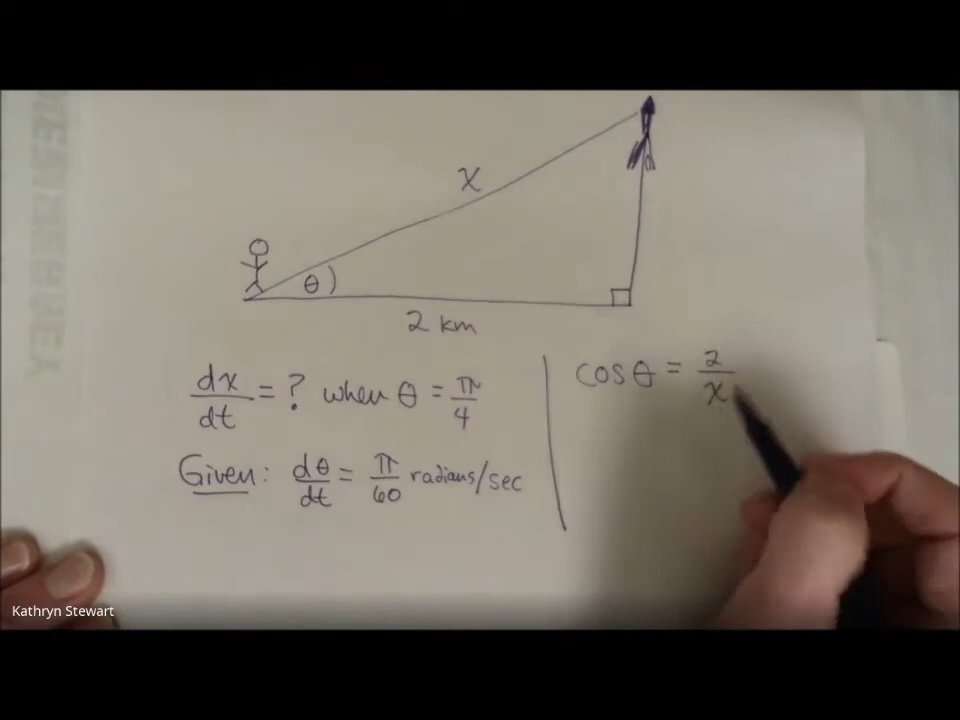 x
θ
2 km
dx/dt = ? when θ = π/4
Given: dθ/dt = π/60 radians/sec
cos θ = 2/x
Kathryn Stewart